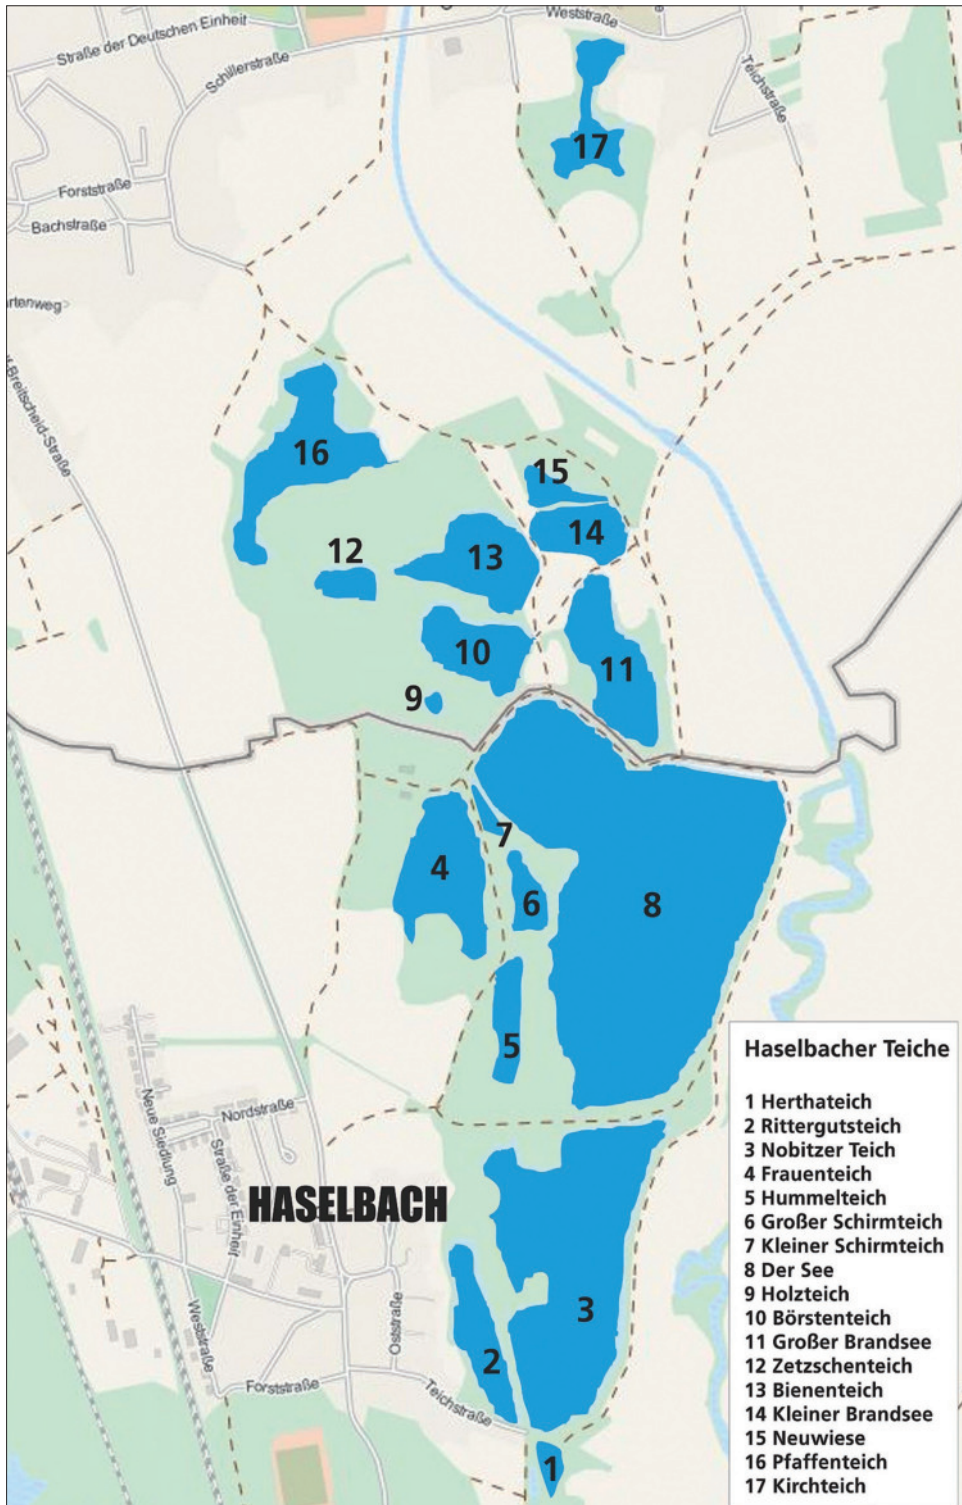 Weststraße
Straße der Deutschen Einheit
Schillerstraße
Teichstraße
17
Forststraße
Bachstraße
artenweg>
f-Breitscheid-Straße
16
15
14
12
13
10
11
9
7
4
6
8
5
Haselbacher Teiche
1 Herthateich
2 Rittergutsteich
3 Nobitzer Teich
4 Frauenteich
5 Hummelteich
6 Großer Schirmteich
7 Kleiner Schirmteich
8 Der See
9 Holzteich
10 Börstenteich
11 Großer Brandsee
12 Zetzschenteich
13 Bienenteich
14 Kleiner Brandsee
15 Neuwiese
16 Pfaffenteich
17 Kirchteich
Neue Siedlung
Nordstraße
Straße der Einheit
HASELBACH
Weststraße
Oststraße
3
2
Forststraße
Teichstraße
1